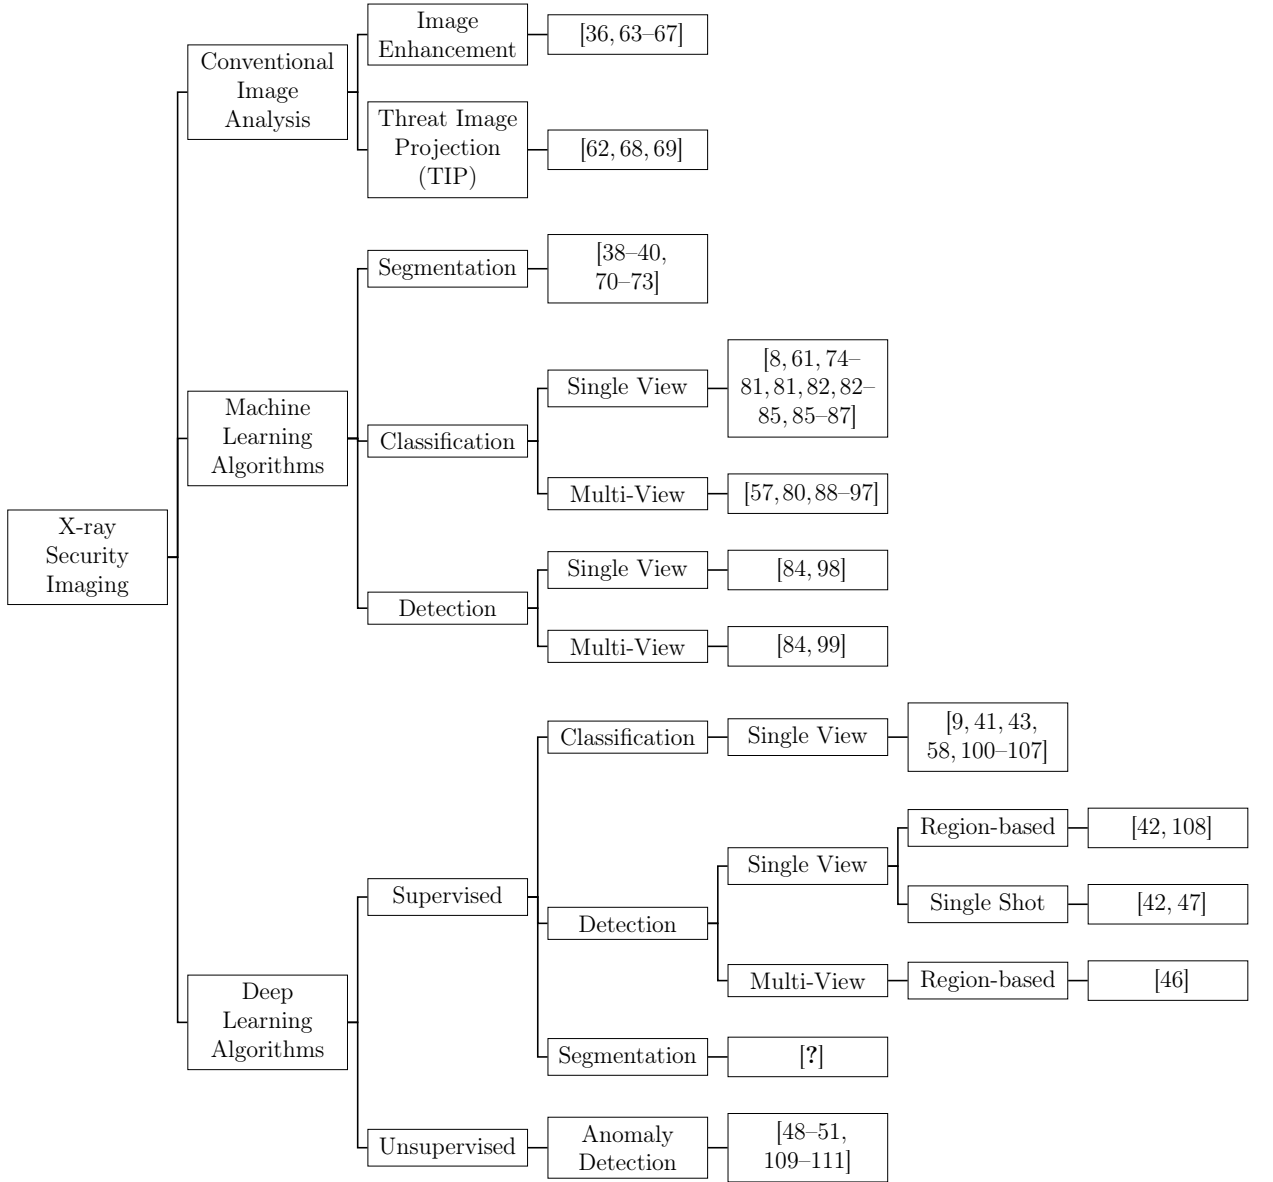 X-ray
Security
Imaging
Conventional
Image
Analysis
Image
Enhancement
[36, 63–67]
Threat Image
Projection
(TIP)
[62, 68, 69]
Machine
Learning
Algorithms
Segmentation
[38–40,
70–73]
Classification
Single View
[8, 61, 74–
81, 81, 82, 82–
85, 85–87]
Multi-View
[57, 80, 88–97]
Detection
Single View
[84, 98]
Multi-View
[84, 99]
Deep
Learning
Algorithms
Supervised
Classification
Single View
[9, 41, 43,
58, 100–107]
Detection
Single View
Region-based
[42, 108]
Single Shot
[42, 47]
Multi-View
Region-based
[46]
Segmentation
[?]
Unsupervised
Anomaly
Detection
[48–51,
109–111]